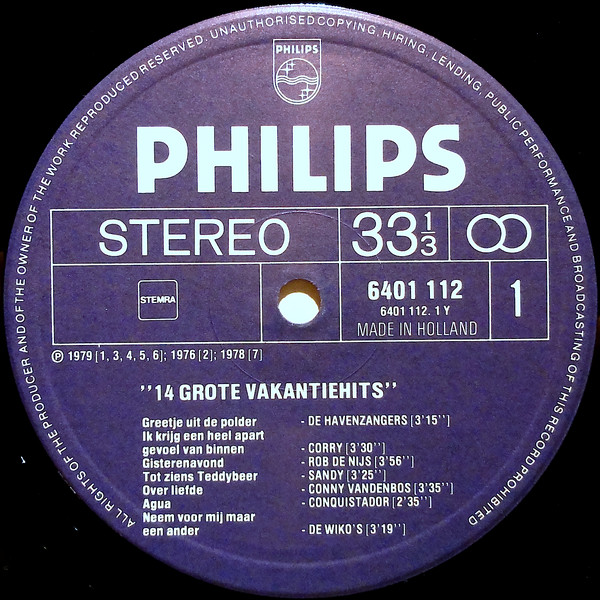 ALL RIGHTS OF THE PRODUCER AND OF THE OWNER OF THE WORK REPRODUCED RESERVED. UNAUTHORISED COPYING, HIRING, LENDING, PUBLIC PERFORMANCE AND BROADCASTING OF THIS RECORD PROHIBITED
PHILIPS
PHILIPS
STEREO 33 1/3
STEMRA
6401 112
6401 112. 1 Y
MADE IN HOLLAND
1
Ⓟ 1979 [1, 3, 4, 5, 6]; 1976 [2]; 1978 [7]
''14 GROTE VAKANTIEHITS''
Greetje uit de polder - DE HAVENZANGERS [3'15'']
Ik krijg een heel apart
gevoel van binnen - CORRY [3'30'']
Gisterenavond - ROB DE NIJS [3'56'']
Tot ziens Teddybeer - SANDY [3'25'']
Over liefde - CONNY VANDENBOS [3'35'']
Agua - CONQUISTADOR [2'35'']
Neem voor mij maar
een ander - DE WIKO'S [3'19'']